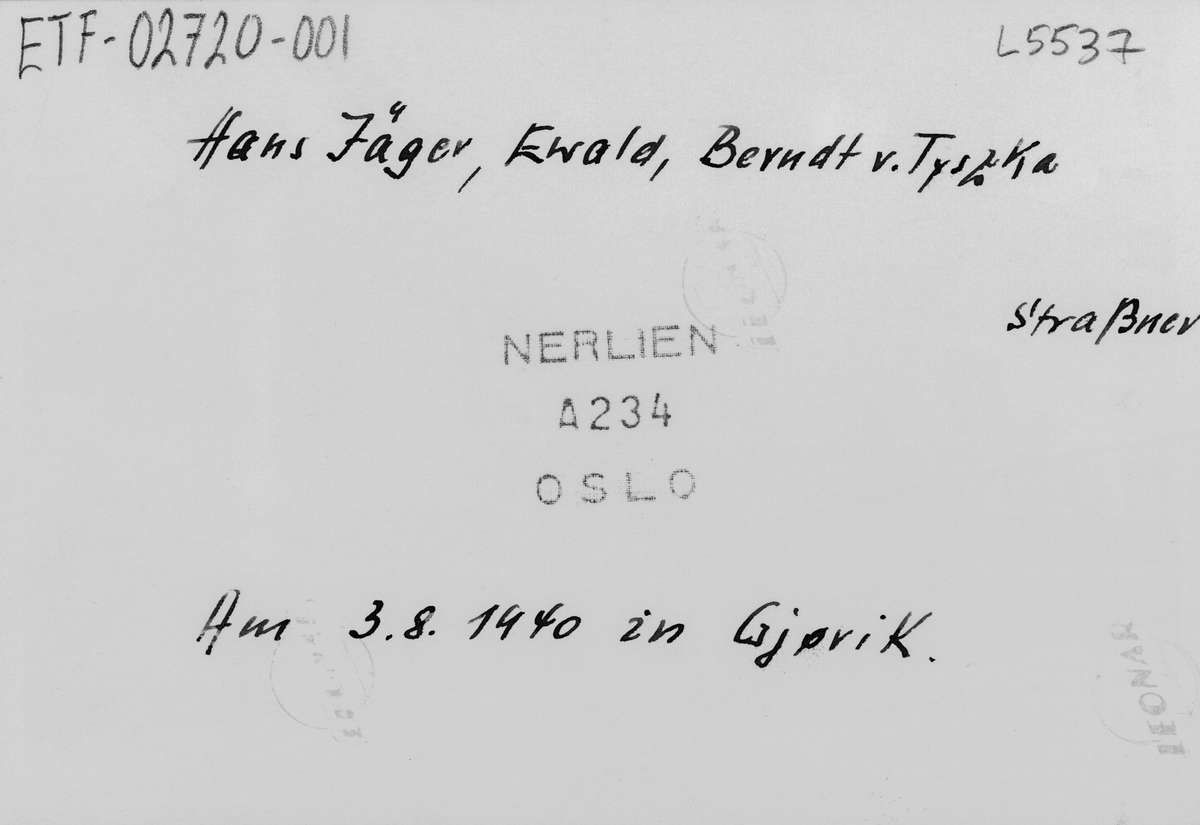 ETF-02720-001
L5537
Hans Jäger, Ewald, Berndt v. Tyszka
Straßner
NERLIEN
A234
OSLO
Am 3.8. 1940 in Gjøvik.